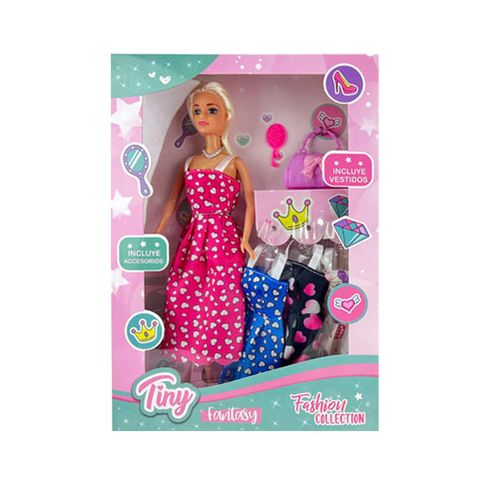 INCLUYE
VESTIDOS
INCLUYE
ACCESORIOS
Tiny
Fantasy
Fashion
COLLECTION